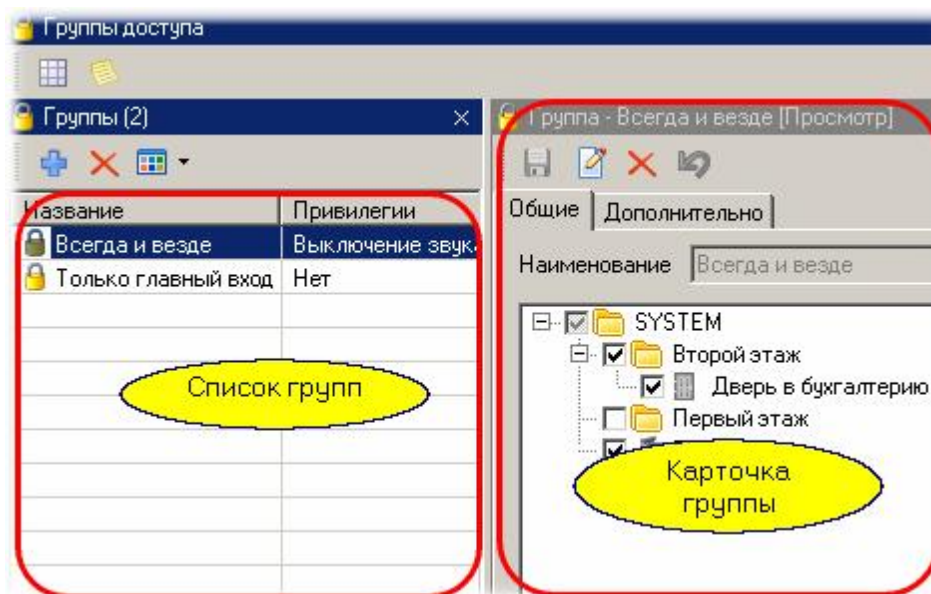 Группы доступа
Группы (2)
Название Привилегии
Всегда и везде Выключение звук
Только главный вход Нет
Список групп
Группа - Всегда и везде [Просмотр]
Общие Дополнительно
Наименование Всегда и везде
SYSTEM
Второй этаж
Дверь в бухгалтерию
Первый этаж
Карточка
группы